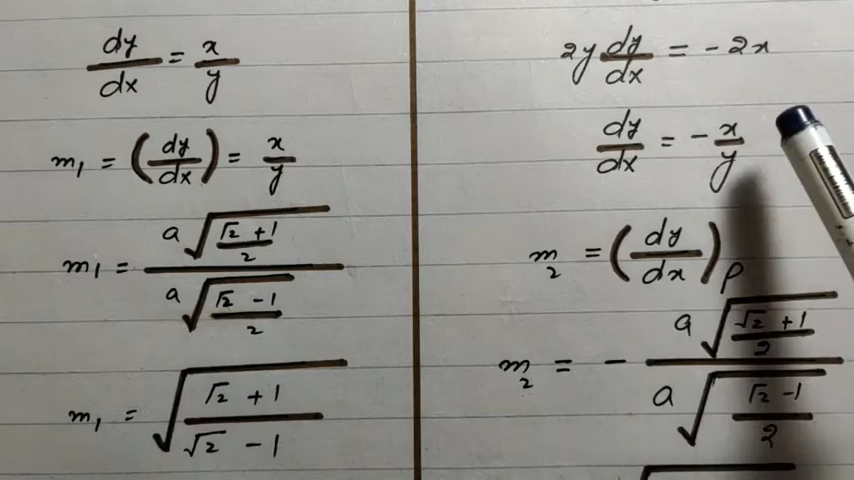 dy/dx = x/y
m₁ = (dy/dx) = x/y
m₁ = a√((√2 + 1)/2) / a√((√2 - 1)/2)
m₁ = √((√2 + 1)/(√2 - 1))
2y dy/dx = - 2x
dy/dx = - x/y
m₂ = (dy/dx)ₚ
m₂ = - a√((√2 + 1)/2) / a√((√2 - 1)/2)